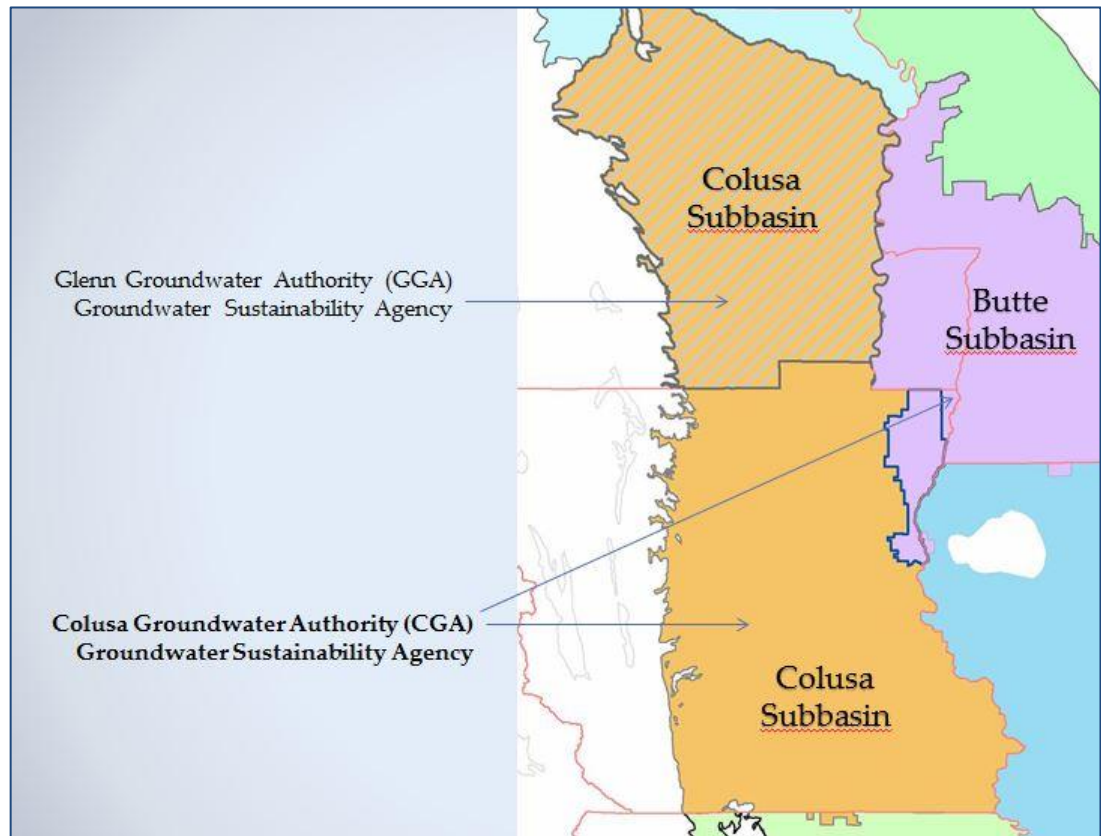 Colusa
Subbasin
Glenn Groundwater Authority (GGA)
Groundwater Sustainability Agency
Butte
Subbasin
Colusa Groundwater Authority (CGA)
Groundwater Sustainability Agency
Colusa
Subbasin